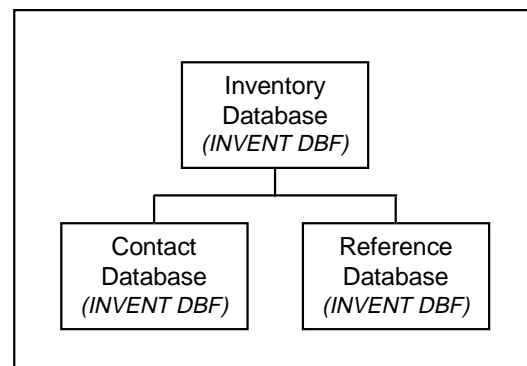 Inventory
Database
(INVENT DBF)
Contact
Database
(INVENT DBF)
Reference
Database
(INVENT DBF)